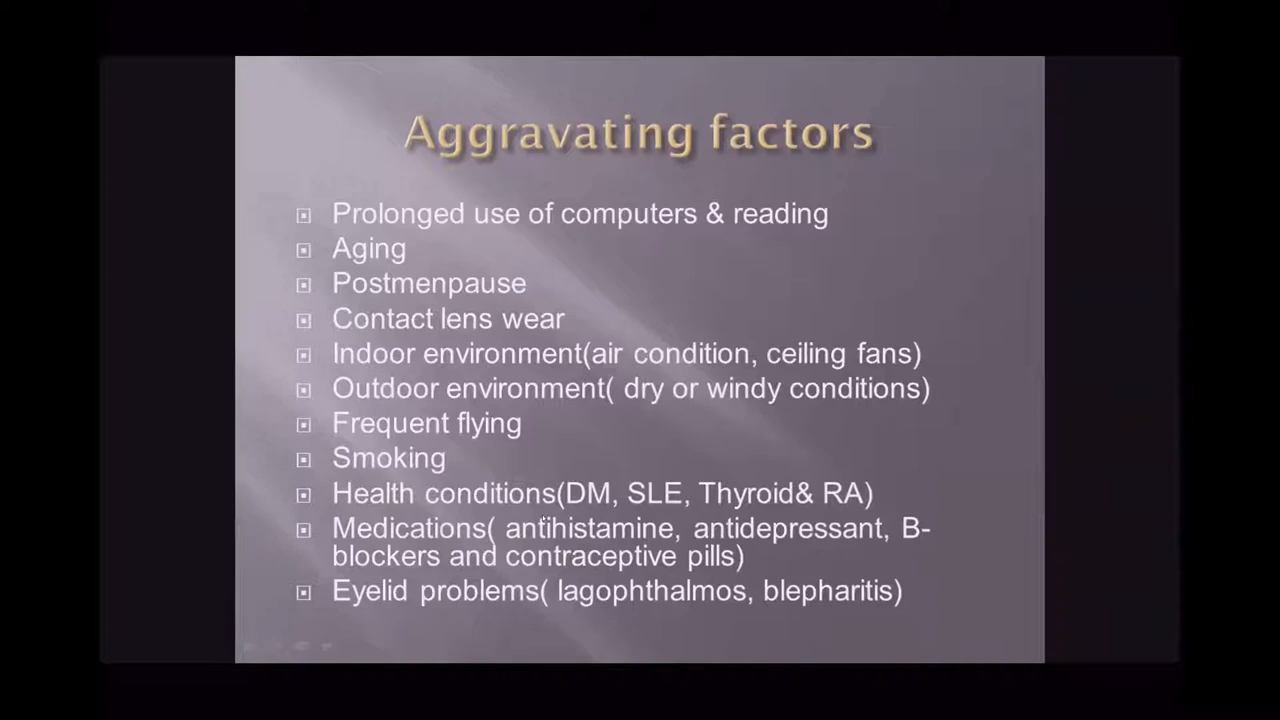 Aggravating factors
Prolonged use of computers & reading
Aging
Postmenpause
Contact lens wear
Indoor environment(air condition, ceiling fans)
Outdoor environment( dry or windy conditions)
Frequent flying
Smoking
Health conditions(DM, SLE, Thyroid& RA)
Medications( antihistamine, antidepressant, B-
blockers and contraceptive pills)
Eyelid problems( lagophthalmos, blepharitis)